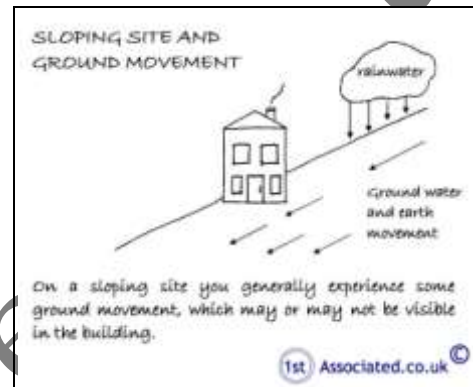 SLOPING SITE AND
GROUND MOVEMENT
rainwater
Ground water
and earth
movement
On a sloping site you generally experience some
ground movement, which may or may not be visible
in the building.
1st Associated.co.uk ©